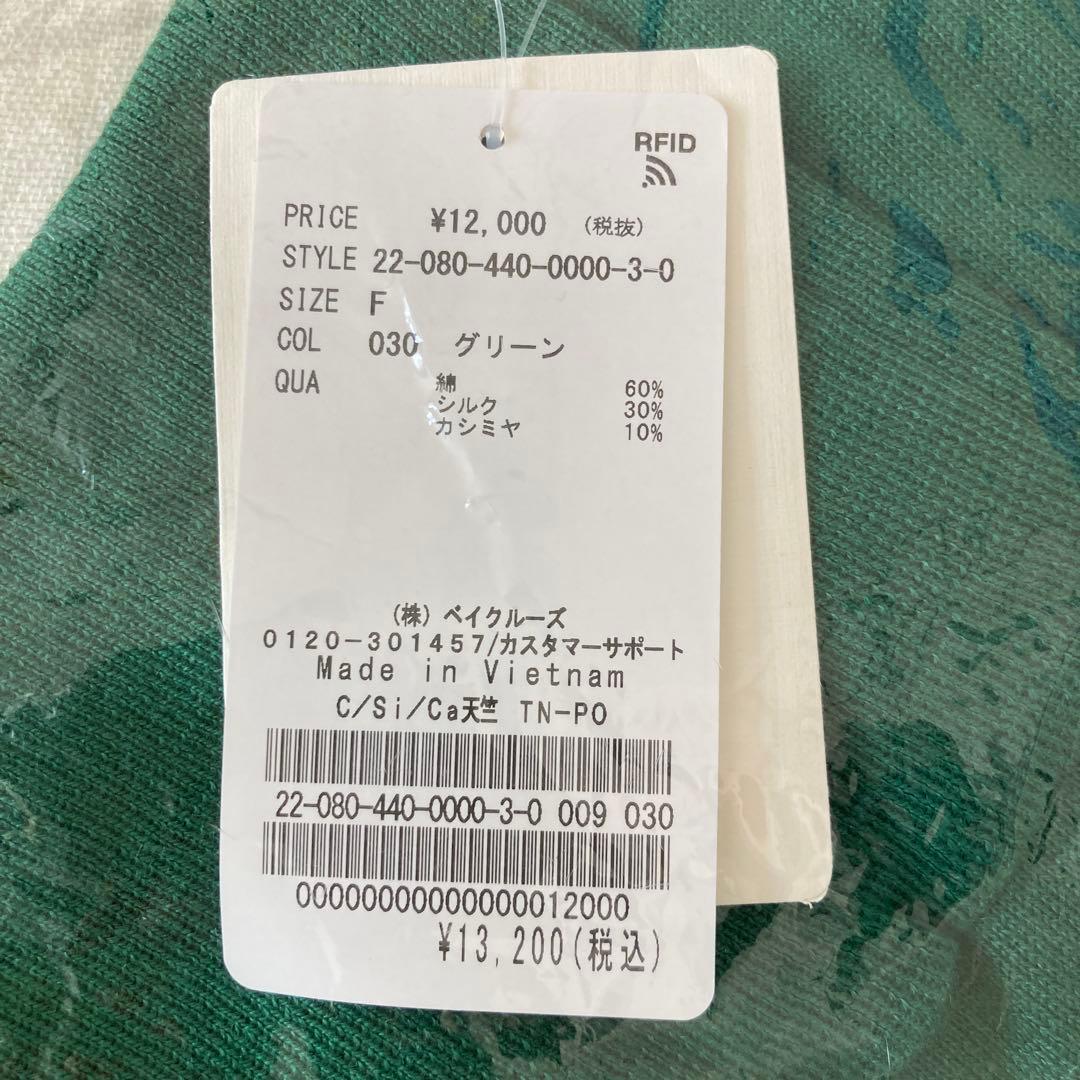 RFID
PRICE ¥12,000 (税抜)
STYLE 22-080-440-0000-3-0
SIZE F
COL 030 グリーン
QUA 綿 60%
シルク 30%
カシミヤ 10%
(株) ベイクルーズ
0120-301457/カスタマーサポート
Made in Vietnam
C/Si/Ca天竺 TN-PO
22-080-440-0000-3-0 009 030
00000000000000012000
¥13,200(税込)